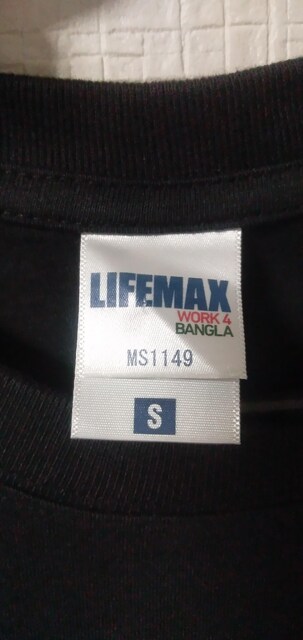 LIFEMAX
WORK 4
BANGLA
MS1149
S